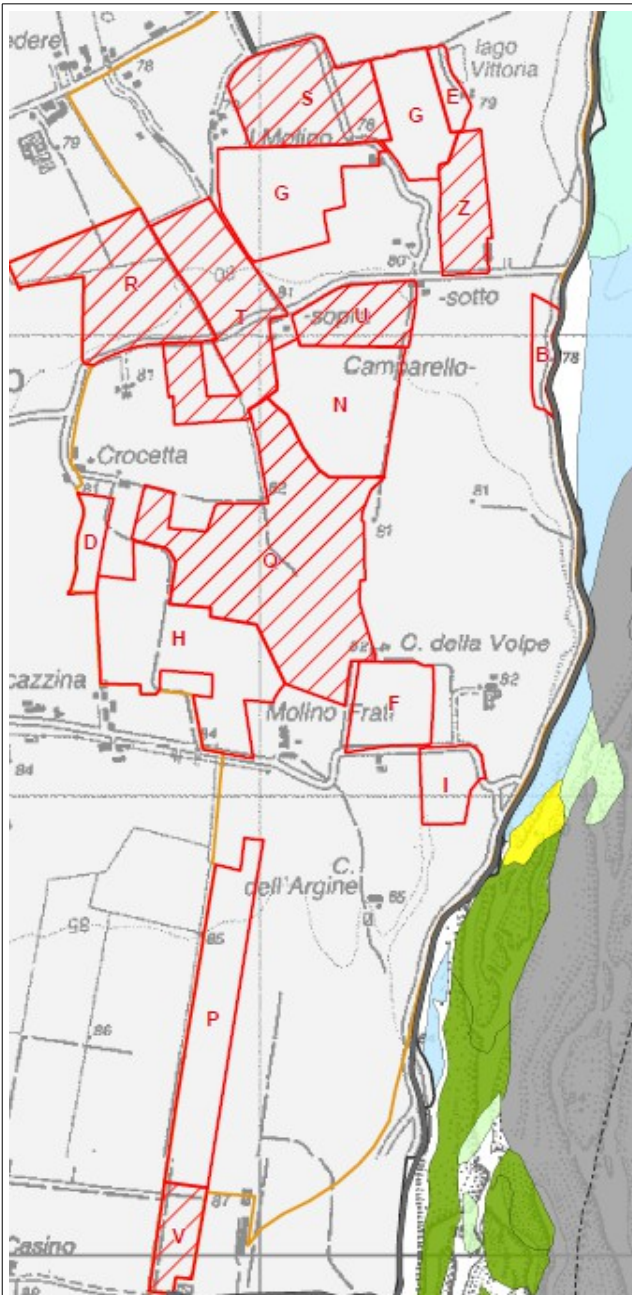 edere
78
lago
Vittoria
79
S
G
E
79
78
Molino
G
Z
80
R
80
81
T
-sotto
-sopra
U
B
78
81
Camparello-
N
Crocetta
82
81
81
81
D
Q
H
82
C. della Volpe
82
cazzina
F
Molino Frati
84
84
I
C.
dell'Argine
85
85
85
P
86
87
V
Casino